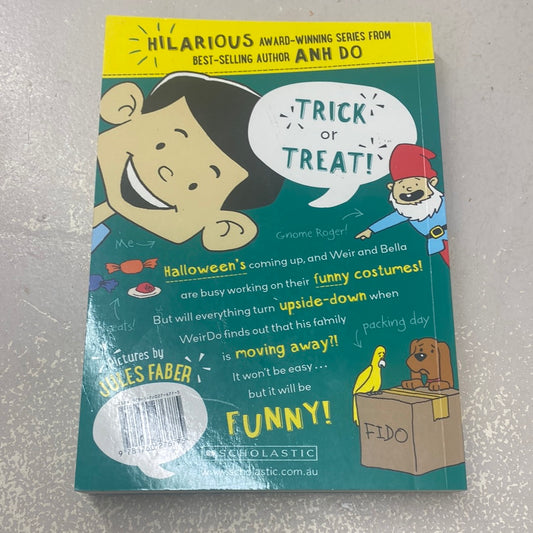 HILARIOUS AWARD-WINNING SERIES FROM
BEST-SELLING AUTHOR ANH DO
TRICK
or
TREAT!
Me
Gnome Roger!
Halloween's coming up, and Weir and Bella
are busy working on their funny costumes!
But will everything turn upside-down when
WeirDo finds out that his family
is moving away?!
It won't be easy...
but it will be
FUNNY!
packing day
Pictures by
JULES FABER
FIDO
SCHOLASTIC
www.scholastic.com.au